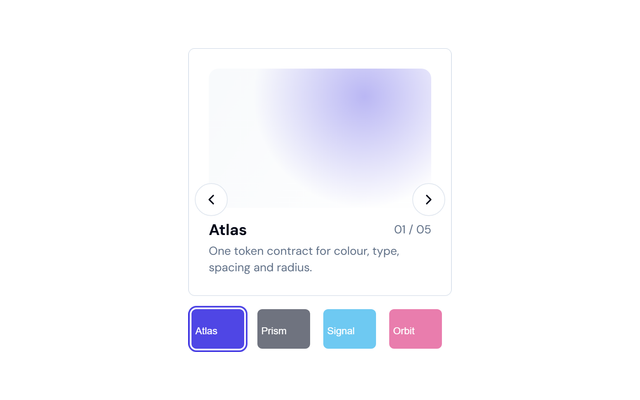 Atlas
01 / 05
One token contract for colour, type,
spacing and radius.
Atlas
Prism
Signal
Orbit